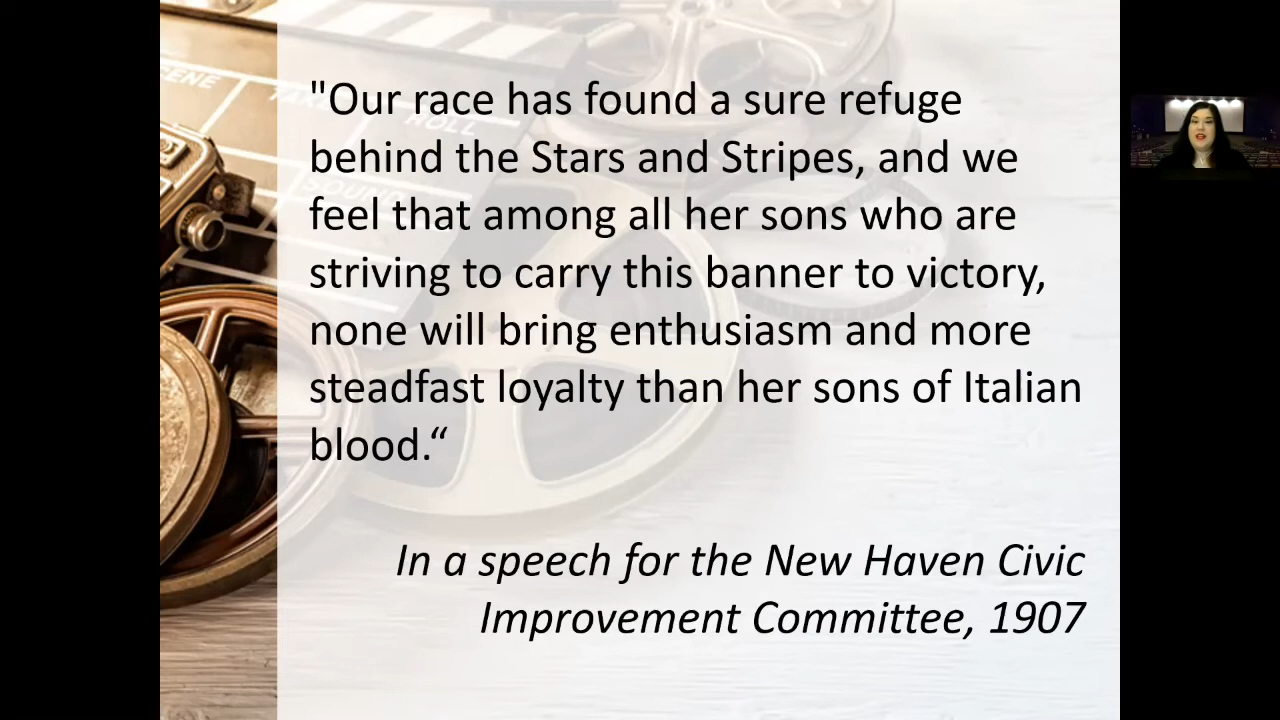 "Our race has found a sure refuge
behind the Stars and Stripes, and we
feel that among all her sons who are
striving to carry this banner to victory,
none will bring enthusiasm and more
steadfast loyalty than her sons of Italian
blood.“
In a speech for the New Haven Civic
Improvement Committee, 1907